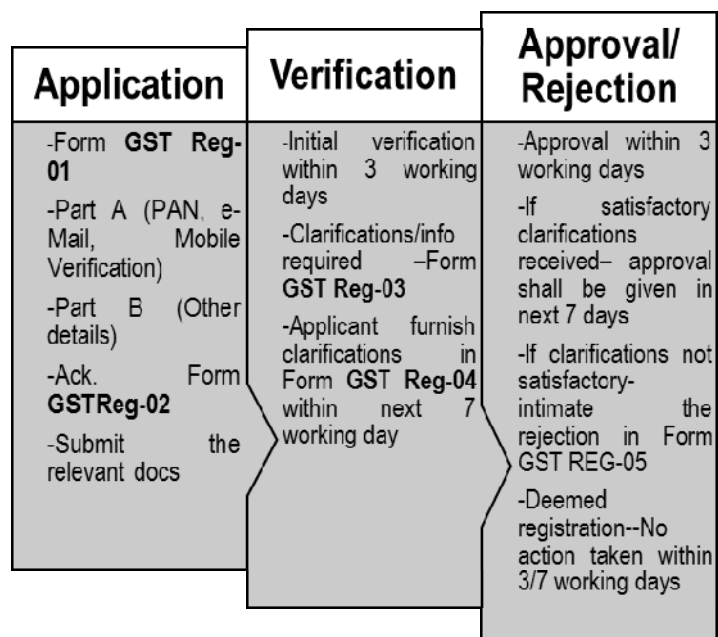 Application
-Form GST Reg-
01
-Part A (PAN, e-
Mail, Mobile
Verification)
-Part B (Other
details)
-Ack. Form
GSTReg-02
-Submit the
relevant docs
Verification
-Initial verification
within 3 working
days
-Clarifications/info
required –Form
GST Reg-03
-Applicant furnish
clarifications in
Form GST Reg-04
within next 7
working day
Approval/
Rejection
-Approval within 3
working days
-If satisfactory
clarifications
received– approval
shall be given in
next 7 days
-If clarifications not
satisfactory-
intimate the
rejection in Form
GST REG-05
-Deemed
registration--No
action taken within
3/7 working days